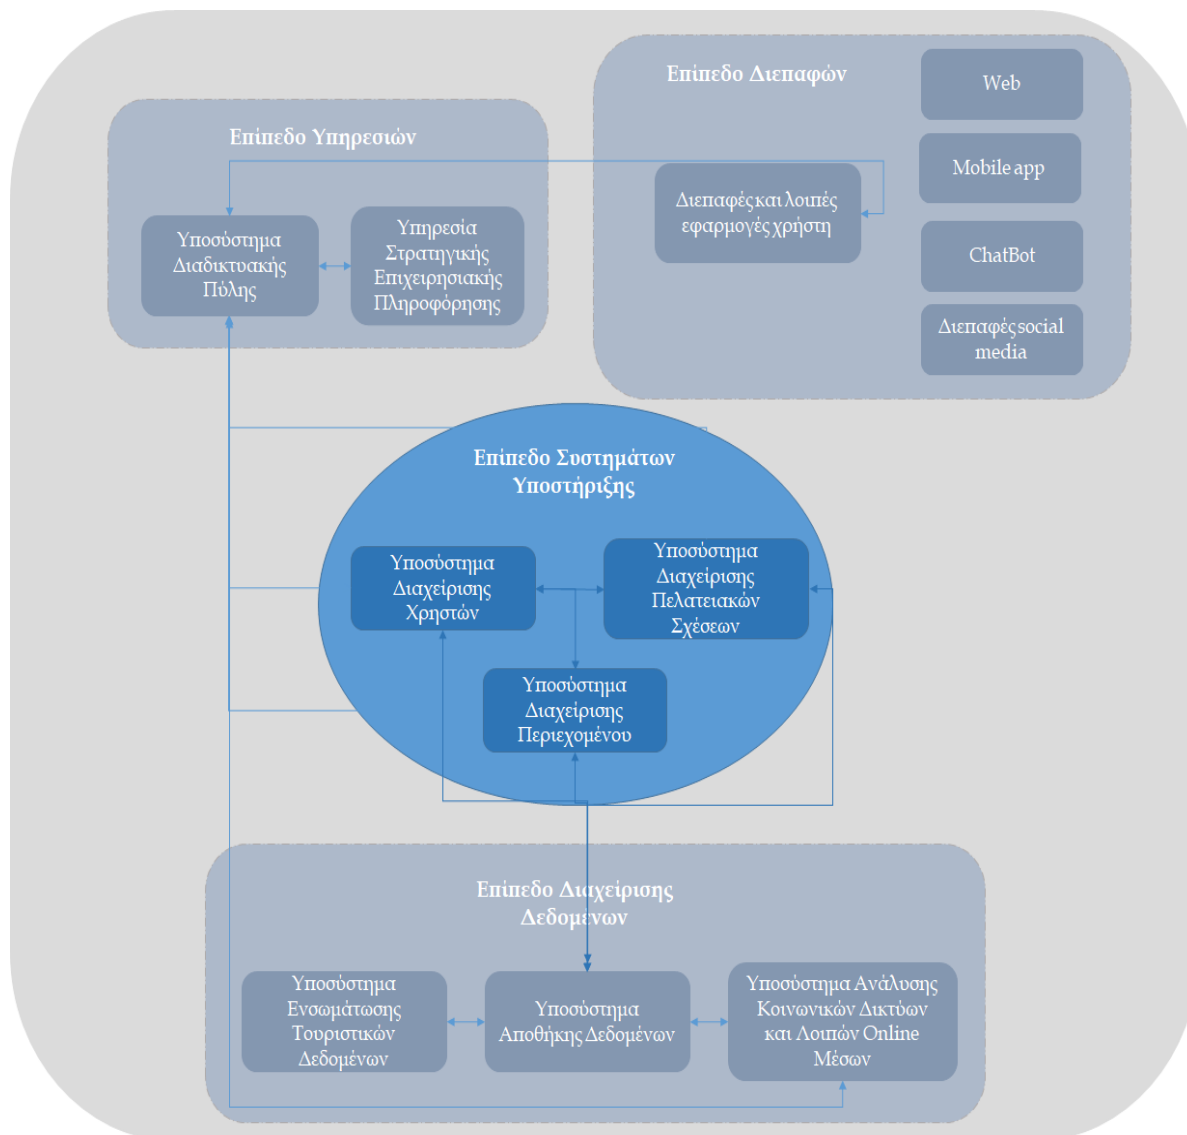 Επίπεδο Διεπαφών
Web
Mobile app
ChatBot
Διεπαφές social
media
Διεπαφές και λοιπές
εφαρμογές χρήστη
Επίπεδο Υπηρεσιών
Υποσύστημα
Διαδικτυακής
Πύλης
Υπηρεσία
Στρατηγικής
Επιχειρησιακής
Πληροφόρησης
Επίπεδο Συστημάτων
Υποστήριξης
Υποσύστημα
Διαχείρισης
Χρηστών
Υποσύστημα
Διαχείρισης
Πελατειακών
Σχέσεων
Υποσύστημα
Διαχείρισης
Περιεχομένου
Επίπεδο Διαχείρισης
Δεδομένων
Υποσύστημα
Ενσωμάτωσης
Τουριστικών
Δεδομένων
Υποσύστημα
Αποθήκης Δεδομένων
Υποσύστημα Ανάλυσης
Κοινωνικών Δικτύων
και Λοιπών Online
Μέσων